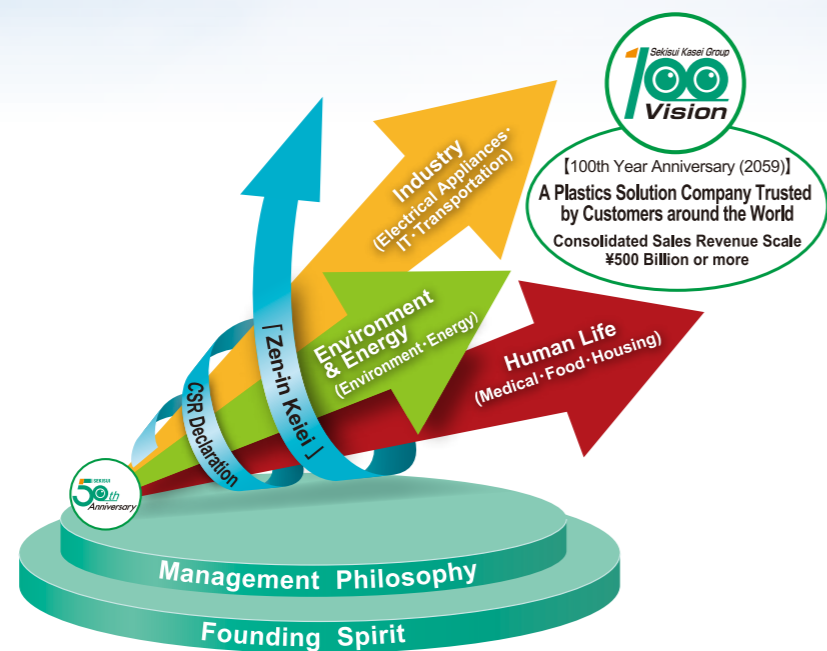 Sekisui Kasei Group
100
Vision
【100th Year Anniversary (2059)】
A Plastics Solution Company Trusted
by Customers around the World
Consolidated Sales Revenue Scale
¥500 Billion or more
Industry
(Electrical Appliances・
IT・Transportation)
Environment
& Energy
(Environment・Energy)
Human Life
(Medical・Food・Housing)
「Zen-in Keiei」
CSR Declaration
SEKISUI
50th
Anniversary
Management Philosophy
Founding Spirit